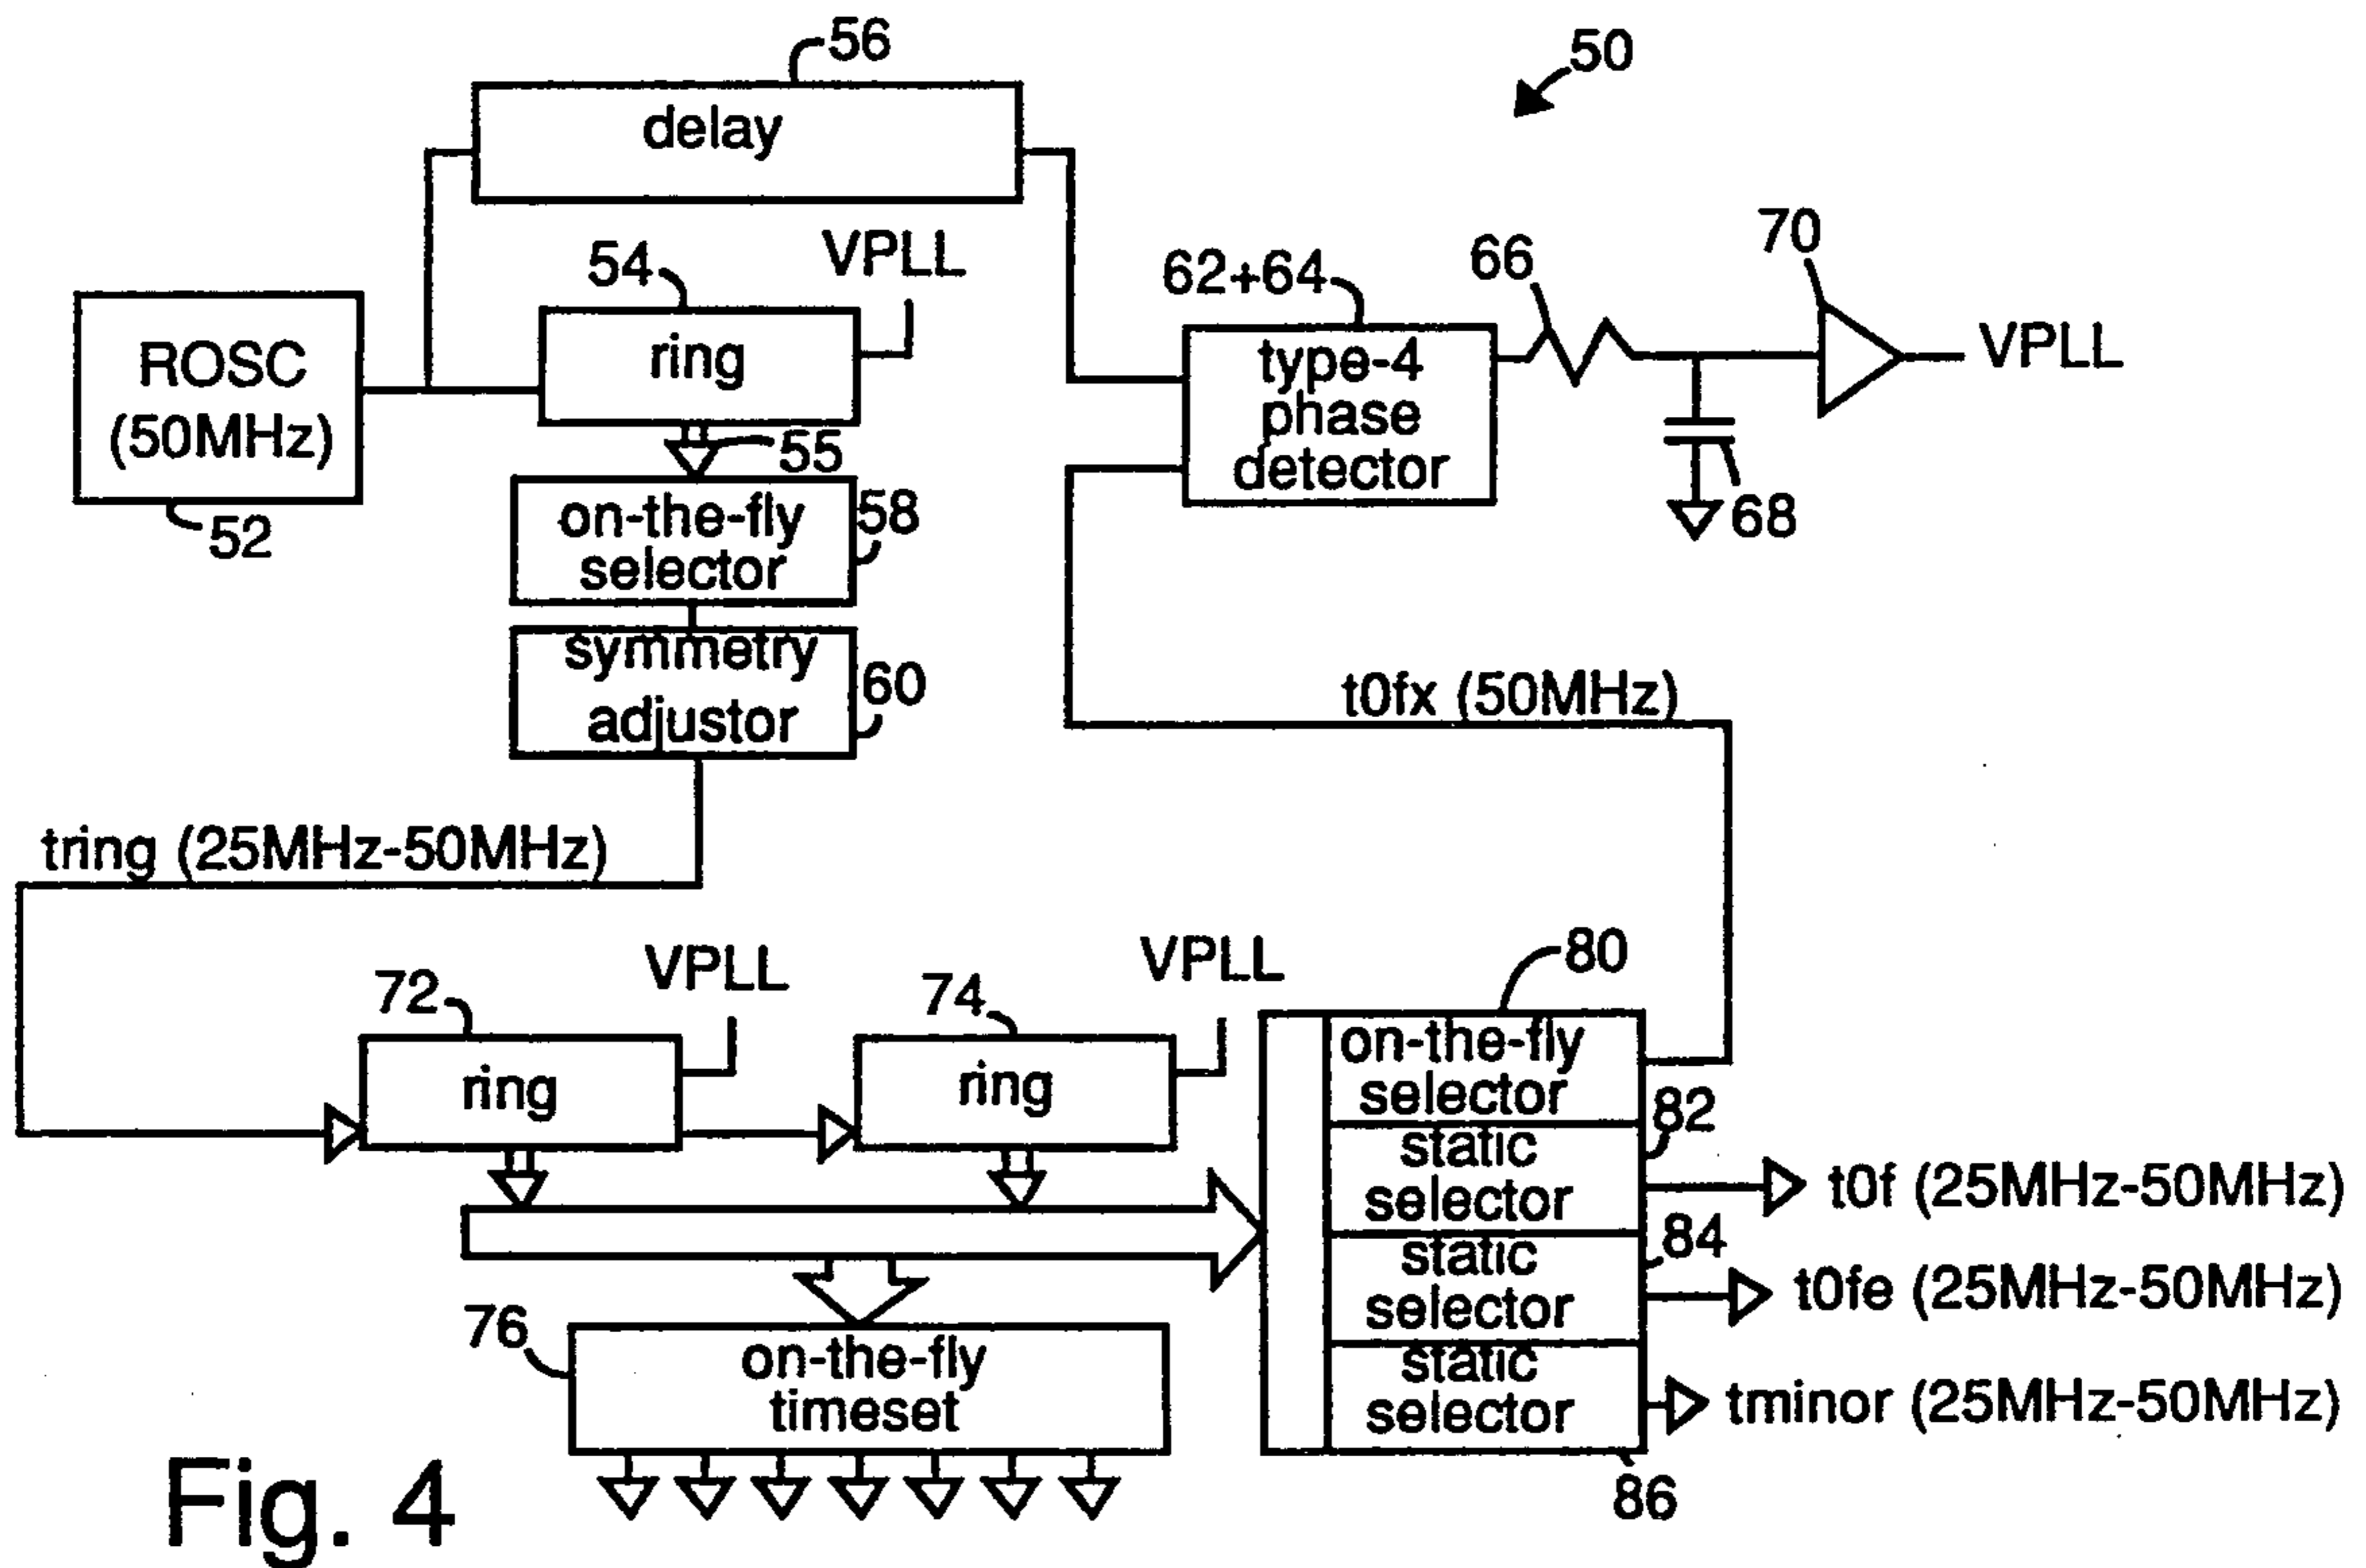 56
50
delay
54
VPLL
62+64
66
70
ROSC
(50MHz)
ring
type-4
phase
detector
VPLL
55
52
on-the-fly
selector
58
68
symmetry
adjustor
60
t0fx (50MHz)
tring (25MHz-50MHz)
72
VPLL
74
VPLL
80
ring
ring
on-the-fly
selector
82
static
selector
t0f (25MHz-50MHz)
84
static
selector
t0fe (25MHz-50MHz)
76
on-the-fly
timeset
static
selector
tminor (25MHz-50MHz)
86
Fig. 4